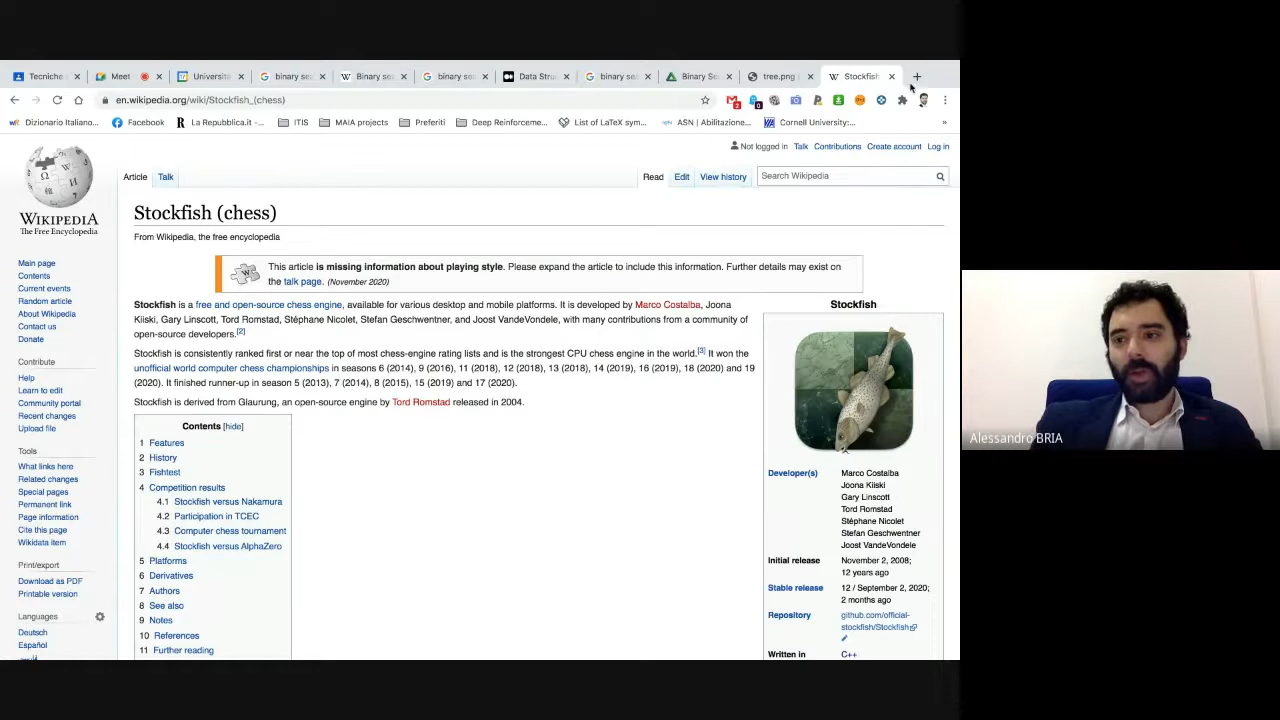 Tecniche
Meet
Universita
binary se
Binary so
binary se
Data Stru
binary se
Binary Se
tree.png
Stockfish
en.wikipedia.org/wiki/Stockfish_(chess)
Dizionario Italiano...
Facebook
La Repubblica.it -...
ITIS
MAIA projects
Preferiti
Deep Reinforceme...
List of LaTeX sym...
ASN | Abilitazione...
Cornell University:...
»
Not logged in Talk Contributions Create account Log in
WIKIPEDIA
The Free Encyclopedia
Article Talk
Read Edit View history
Search Wikipedia
Main page
Contents
Current events
Random article
About Wikipedia
Contact us
Donate
Contribute
Help
Learn to edit
Community portal
Recent changes
Upload file
Tools
What links here
Related changes
Special pages
Permanent link
Page information
Cite this page
Wikidata item
Print/export
Download as PDF
Printable version
Languages
Deutsch
Español
Stockfish (chess)
From Wikipedia, the free encyclopedia
This article is missing information about playing style. Please expand the article to include this information. Further details may exist on
the talk page. (November 2020)
Stockfish is a free and open-source chess engine, available for various desktop and mobile platforms. It is developed by Marco Costalba, Joona
Kiiski, Gary Linscott, Tord Romstad, Stéphane Nicolet, Stefan Geschwentner, and Joost VandeVondele, with many contributions from a community of
open-source developers.[2]
Stockfish is consistently ranked first or near the top of most chess-engine rating lists and is the strongest CPU chess engine in the world.[3] It won the
unofficial world computer chess championships in seasons 6 (2014), 9 (2016), 11 (2018), 12 (2018), 13 (2018), 14 (2019), 16 (2019), 18 (2020) and 19
(2020). It finished runner-up in season 5 (2013), 7 (2014), 8 (2015), 15 (2019) and 17 (2020).
Stockfish is derived from Glaurung, an open-source engine by Tord Romstad released in 2004.
Contents [hide]
1 Features
2 History
3 Fishtest
4 Competition results
4.1 Stockfish versus Nakamura
4.2 Participation in TCEC
4.3 Computer chess tournament
4.4 Stockfish versus AlphaZero
5 Platforms
6 Derivatives
7 Authors
8 See also
9 Notes
10 References
11 Further reading
Stockfish
Developer(s) Marco Costalba
Joona Kiiski
Gary Linscott
Tord Romstad
Stéphane Nicolet
Stefan Geschwentner
Joost VandeVondele
Initial release November 2, 2008;
12 years ago
Stable release 12 / September 2, 2020;
2 months ago
Repository github.com/official-
stockfish/Stockfish
Written in C++
Alessandro BRIA